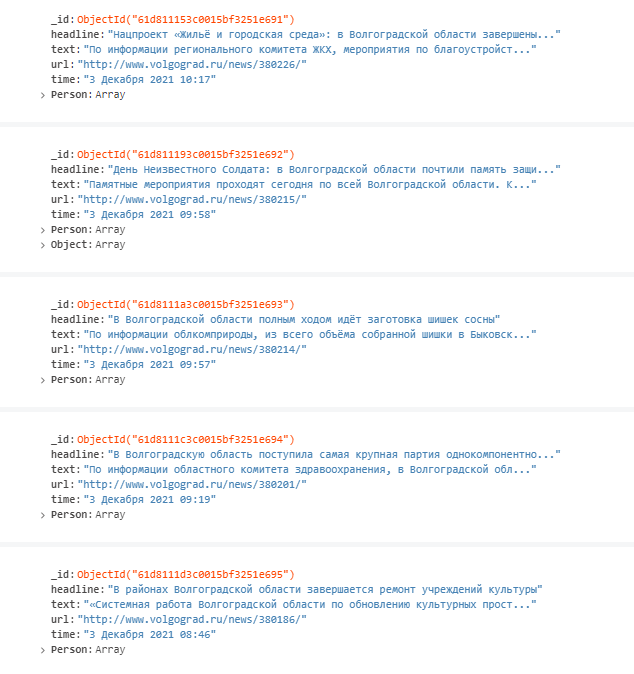 _id: ObjectId("61d811153c0015bf3251e691")
headline: "Нацпроект «Жильё и городская среда»: в Волгоградской области завершены..."
text: "По информации регионального комитета ЖКХ, мероприятия по благоустройст..."
url: "http://www.volgograd.ru/news/380226/"
time: "3 Декабря 2021 10:17"
> Person: Array
_id: ObjectId("61d811193c0015bf3251e692")
headline: "День Неизвестного Солдата: в Волгоградской области почтили память защи..."
text: "Памятные мероприятия проходят сегодня по всей Волгоградской области. К..."
url: "http://www.volgograd.ru/news/380215/"
time: "3 Декабря 2021 09:58"
> Person: Array
> Object: Array
_id: ObjectId("61d8111a3c0015bf3251e693")
headline: "В Волгоградской области полным ходом идёт заготовка шишек сосны"
text: "По информации облкомприроды, из всего объёма собранной шишки в Быковск..."
url: "http://www.volgograd.ru/news/380214/"
time: "3 Декабря 2021 09:57"
> Person: Array
_id: ObjectId("61d8111c3c0015bf3251e694")
headline: "В Волгоградскую область поступила самая крупная партия однокомпонентно..."
text: "По информации областного комитета здравоохранения, в Волгоградской обл..."
url: "http://www.volgograd.ru/news/380201/"
time: "3 Декабря 2021 09:19"
> Person: Array
_id: ObjectId("61d8111d3c0015bf3251e695")
headline: "В районах Волгоградской области завершается ремонт учреждений культуры"
text: "«Системная работа Волгоградской области по обновлению культурных прост..."
url: "http://www.volgograd.ru/news/380186/"
time: "3 Декабря 2021 08:46"
> Person: Array